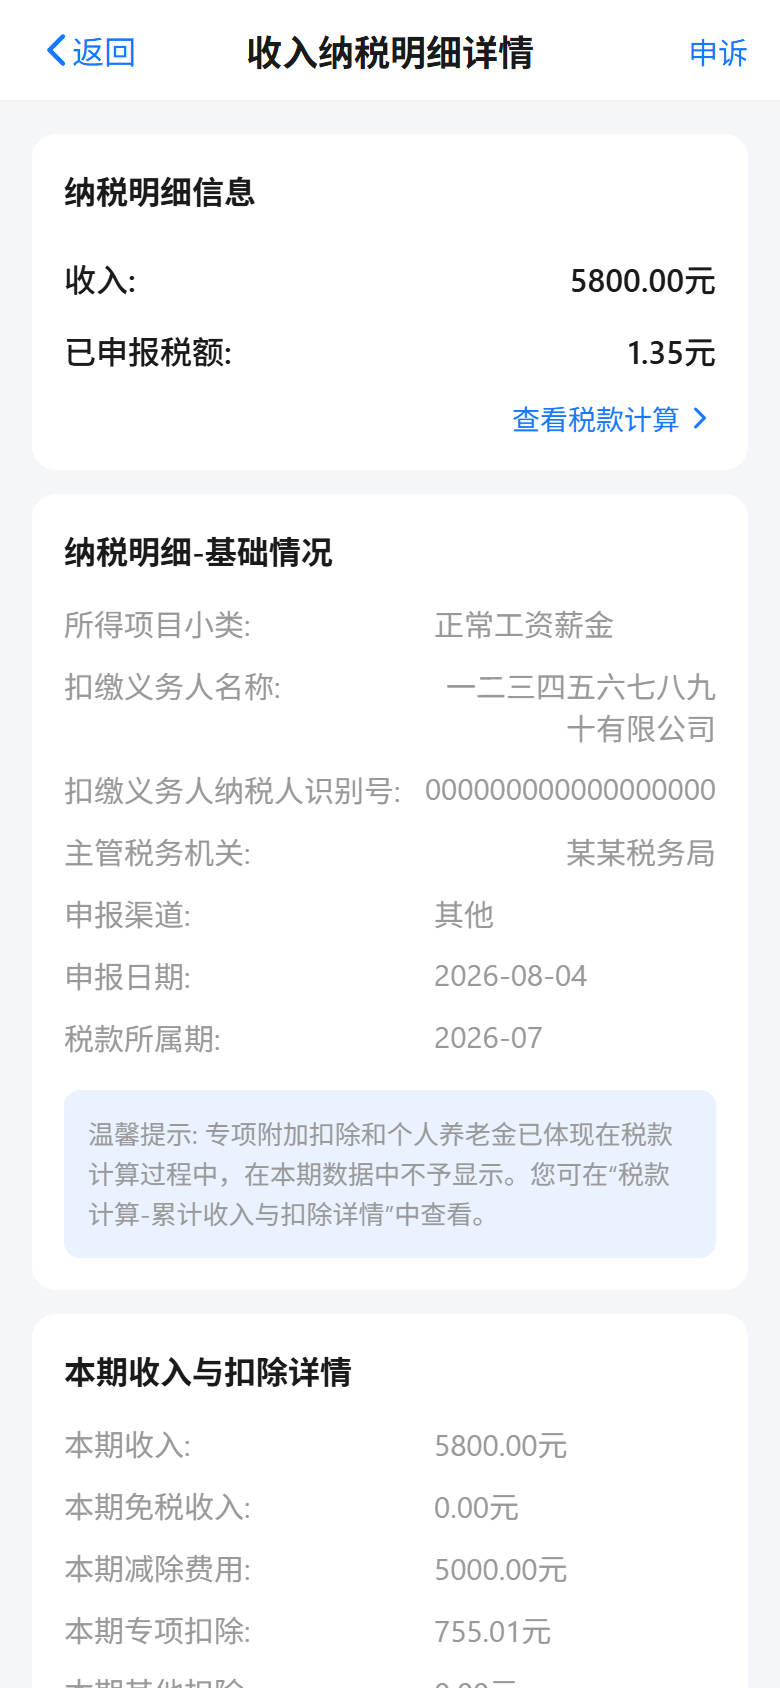 返回
收入纳税明细详情
申诉
纳税明细信息
收入: 5800.00元
已申报税额: 1.35元
查看税款计算
纳税明细-基础情况
所得项目小类: 正常工资薪金
扣缴义务人名称: 一二三四五六七八九
十有限公司
扣缴义务人纳税人识别号: 000000000000000000
主管税务机关: 某某税务局
申报渠道: 其他
申报日期: 2026-08-04
税款所属期: 2026-07
温馨提示: 专项附加扣除和个人养老金已体现在税款
计算过程中，在本期数据中不予显示。您可在“税款
计算-累计收入与扣除详情”中查看。
本期收入与扣除详情
本期收入: 5800.00元
本期免税收入: 0.00元
本期减除费用: 5000.00元
本期专项扣除: 755.01元